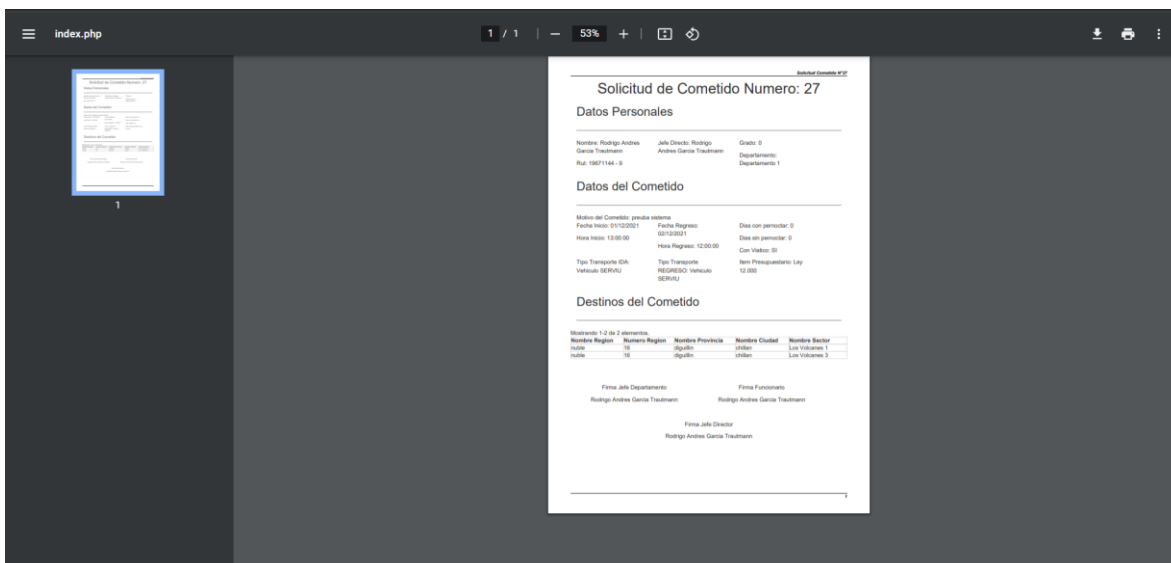 index.php
1 / 1
53%
1
Solicitud Cometido N°27
Solicitud de Cometido Numero: 27
Datos Personales
Nombre: Rodrigo Andres
Garcia Trautmann
Rut: 19671144 - 9
Jefe Directo: Rodrigo
Andres Garcia Trautmann
Grado: 0
Departamento:
Departamento 1
Datos del Cometido
Motivo del Cometido: preuba sistema
Fecha Inicio: 01/12/2021
Hora Inicio: 13:00:00
Fecha Regreso:
02/12/2021
Hora Regreso: 12:00:00
Dias con pernoctar: 0
Dias sin pernoctar: 0
Con Viatico: SI
Tipo Transporte IDA:
Vehiculo SERVIU
Tipo Transporte
REGRESO: Vehiculo
SERVIU
Item Presupuestario: Ley
12.000
Destinos del Cometido
Mostrando 1-2 de 2 elementos.
Nombre Region Numero Region Nombre Provincia Nombre Ciudad Nombre Sector
nuble 16 diguillin chillan Los Volcanes 1
nuble 16 diguillin chillan Los Volcanes 3
Firma Jefe Departamento
Rodrigo Andres Garcia Trautmann
Firma Funcionario
Rodrigo Andres Garcia Trautmann
Firma Jefe Director
Rodrigo Andres Garcia Trautmann